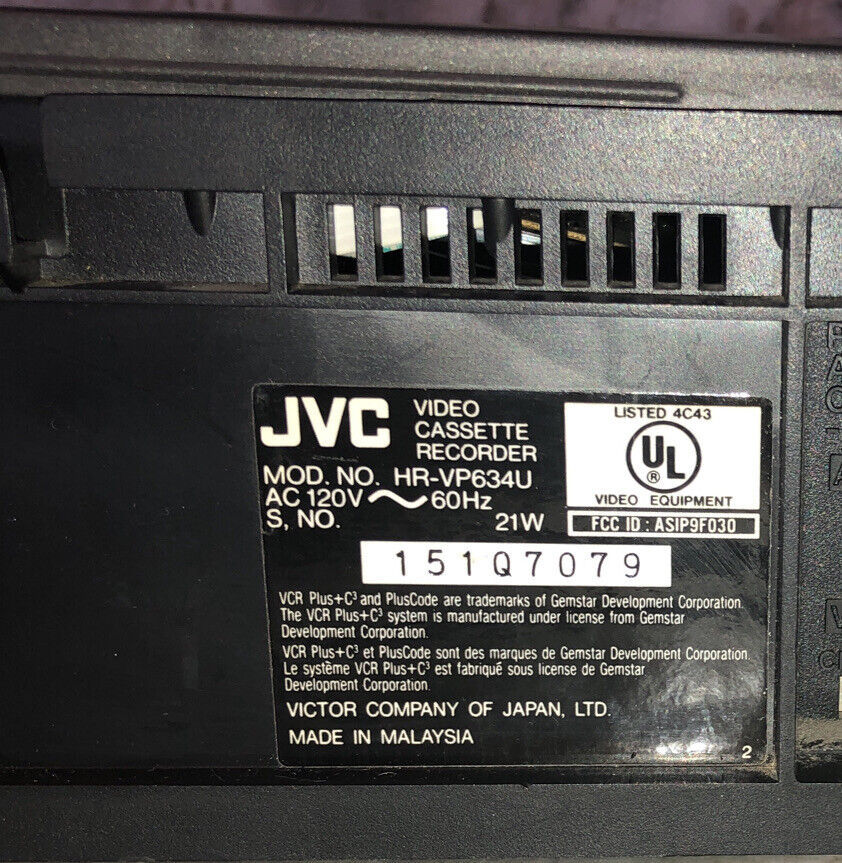 JVC
VIDEO
CASSETTE
RECORDER
MOD. NO. HR-VP634U
AC 120V 60Hz
S, NO. 21W
LISTED 4C43
UL
®
VIDEO EQUIPMENT
FCC ID : ASIP9F030
151Q7079
VCR Plus+C³ and PlusCode are trademarks of Gemstar Development Corporation.
The VCR Plus+C³ system is manufactured under license from Gemstar
Development Corporation.
VCR Plus+C³ et PlusCode sont des marques de Gemstar Development Corporation.
Le système VCR Plus+C³ est fabriqué sous license de Gemstar
Development Corporation.
VICTOR COMPANY OF JAPAN, LTD.
MADE IN MALAYSIA
2